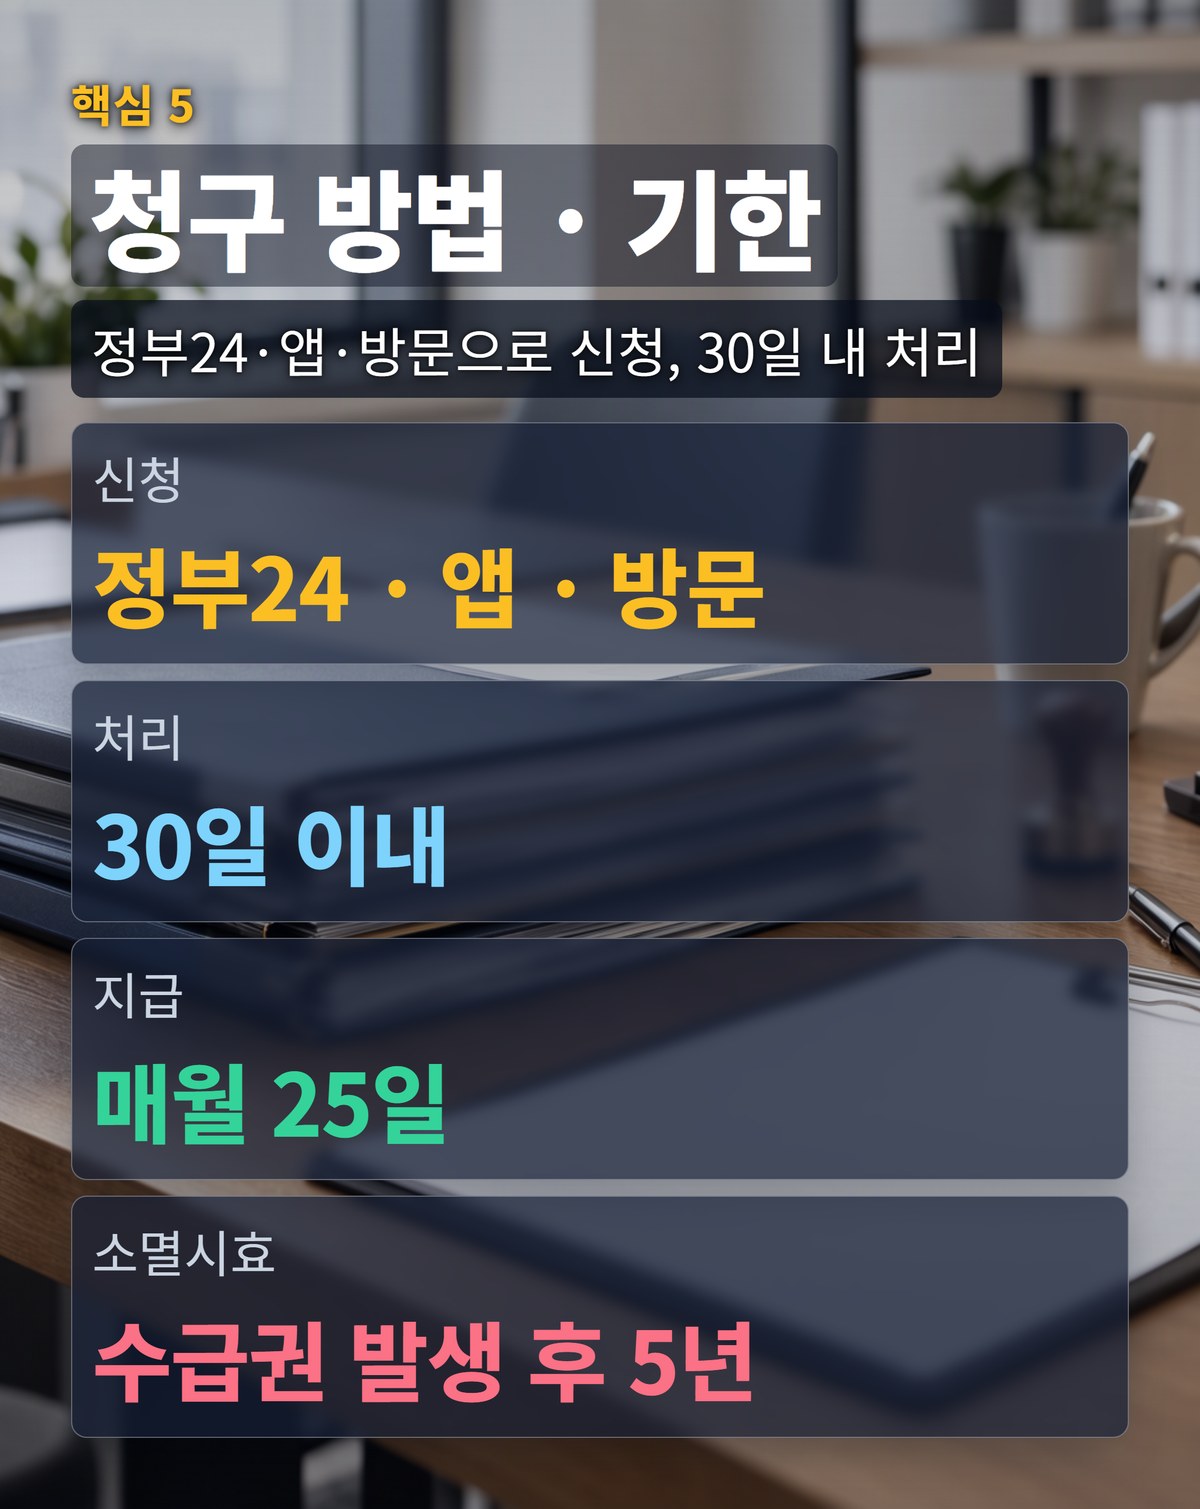 핵심 5
청구 방법 · 기한
정부24·앱·방문으로 신청, 30일 내 처리
신청
정부24 · 앱 · 방문
처리
30일 이내
지급
매월 25일
소멸시효
수급권 발생 후 5년